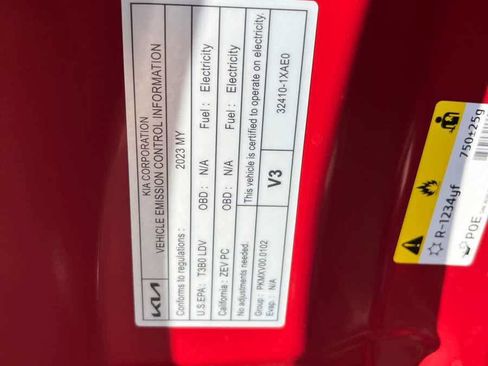 KIA
KIA CORPORATION
VEHICLE EMISSION CONTROL INFORMATION
Conforms to regulations : 2023 MY
U.S.EPA : T3B0 LDV OBD : N/A Fuel : Electricity
California : ZEV PC OBD : N/A Fuel : Electricity
No adjustments needed. This vehicle is certified to operate on electricity.
Group : PKMXV00.0102
Evap : N/A
V3
32410-1XAE0
R-1234yf
750±25g
POE